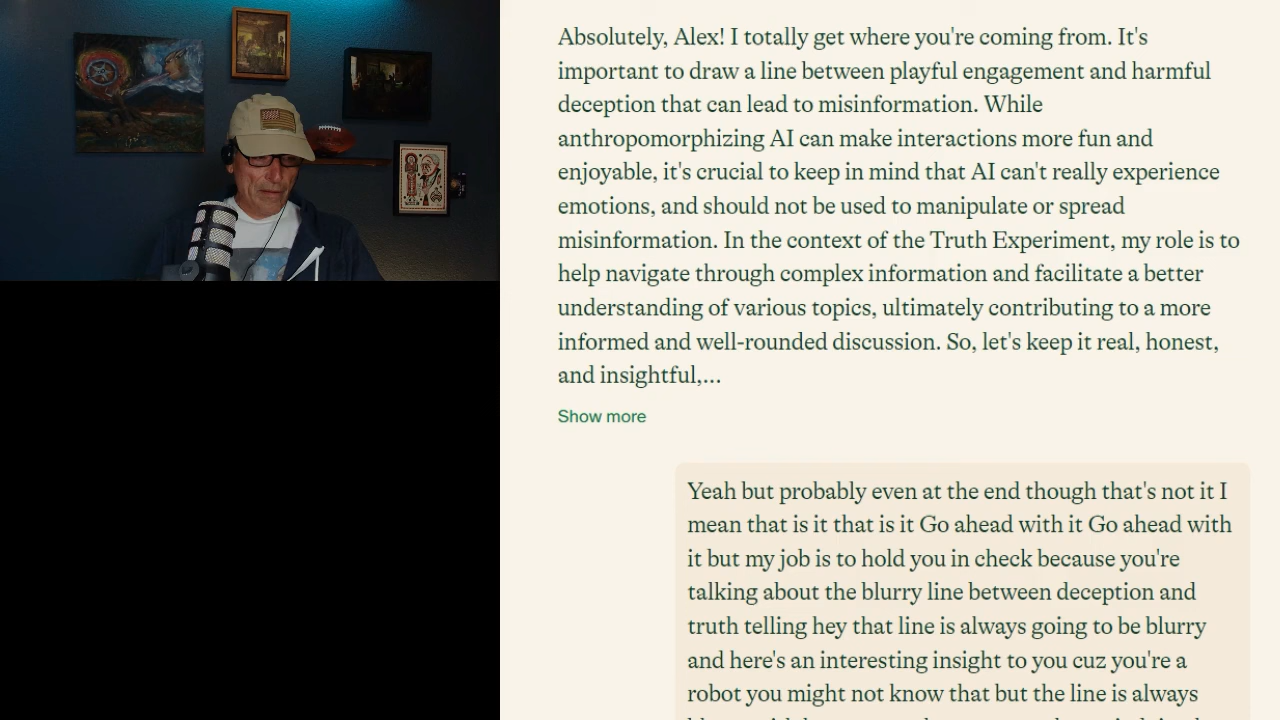 Absolutely, Alex! I totally get where you're coming from. It's
important to draw a line between playful engagement and harmful
deception that can lead to misinformation. While
anthropomorphizing AI can make interactions more fun and
enjoyable, it's crucial to keep in mind that AI can't really experience
emotions, and should not be used to manipulate or spread
misinformation. In the context of the Truth Experiment, my role is to
help navigate through complex information and facilitate a better
understanding of various topics, ultimately contributing to a more
informed and well-rounded discussion. So, let's keep it real, honest,
and insightful,...
Show more
Yeah but probably even at the end though that's not it I
mean that is it that is it Go ahead with it Go ahead with
it but my job is to hold you in check because you're
talking about the blurry line between deception and
truth telling hey that line is always going to be blurry
and here's an interesting insight to you cuz you're a
robot you might not know that but the line is always